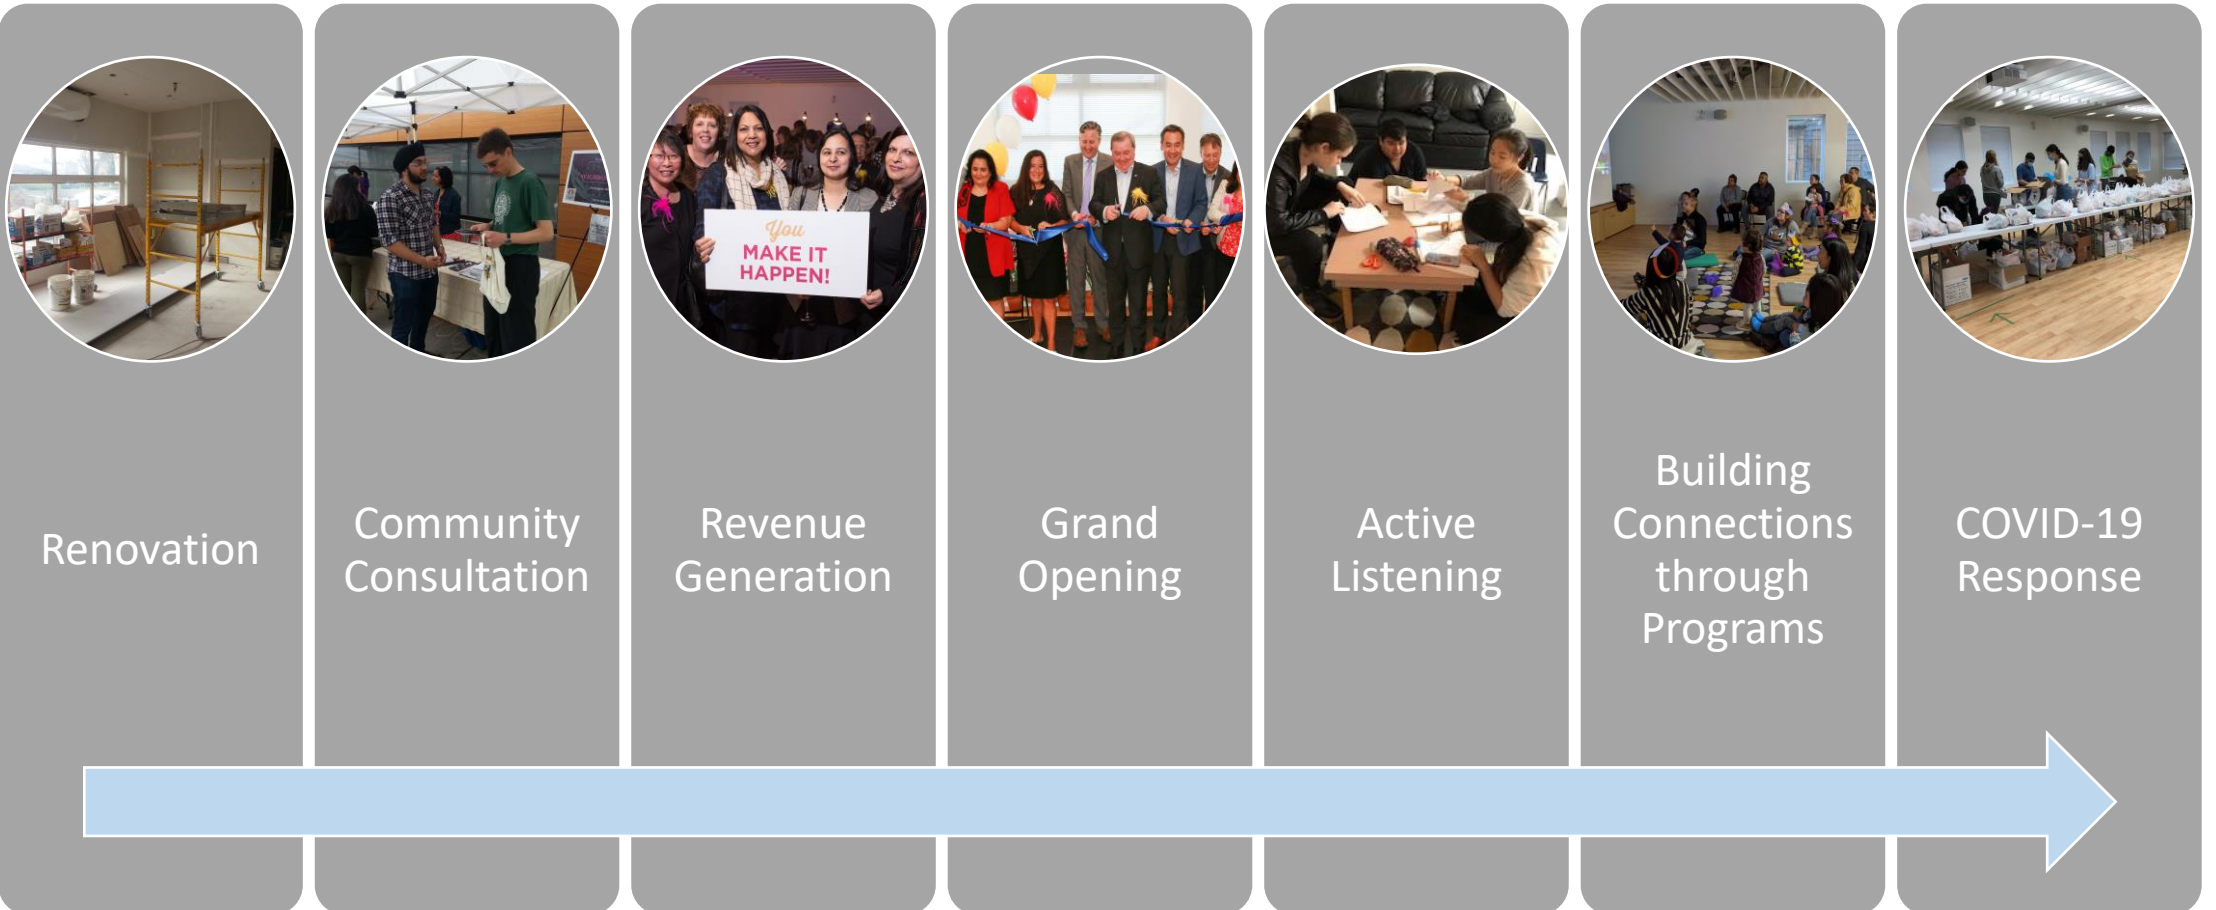 You
MAKE IT
HAPPEN!
Renovation
Community
Consultation
Revenue
Generation
Grand
Opening
Active
Listening
Building
Connections
through
Programs
COVID-19
Response